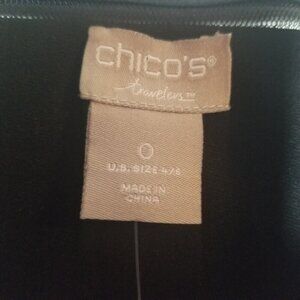 chico's®
travelers™
0
U.S. SIZE 4/6
MADE IN
CHINA